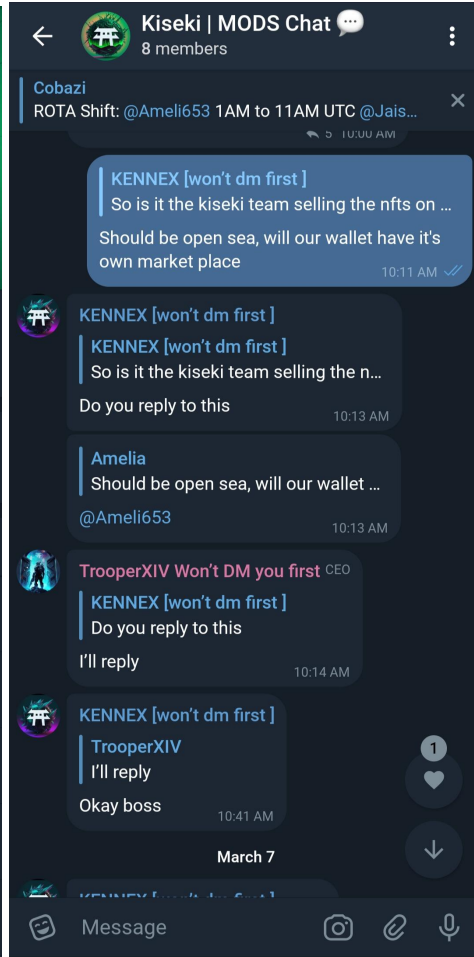 Kiseki | MODS Chat 💬
8 members
Cobazi
ROTA Shift: @Ameli653 1AM to 11AM UTC @Jais...
5 10:00 AM
KENNEX [won't dm first ]
So is it the kiseki team selling the nfts on ...
Should be open sea, will our wallet have it's
own market place
10:11 AM
KENNEX [won't dm first ]
KENNEX [won't dm first ]
So is it the kiseki team selling the n...
Do you reply to this
10:13 AM
Amelia
Should be open sea, will our wallet ...
@Ameli653
10:13 AM
TrooperXIV Won't DM you first CEO
KENNEX [won't dm first ]
Do you reply to this
I'll reply
10:14 AM
KENNEX [won't dm first ]
TrooperXIV
I'll reply
Okay boss
10:41 AM
1
March 7
KENNEX [won't dm first ]
Message